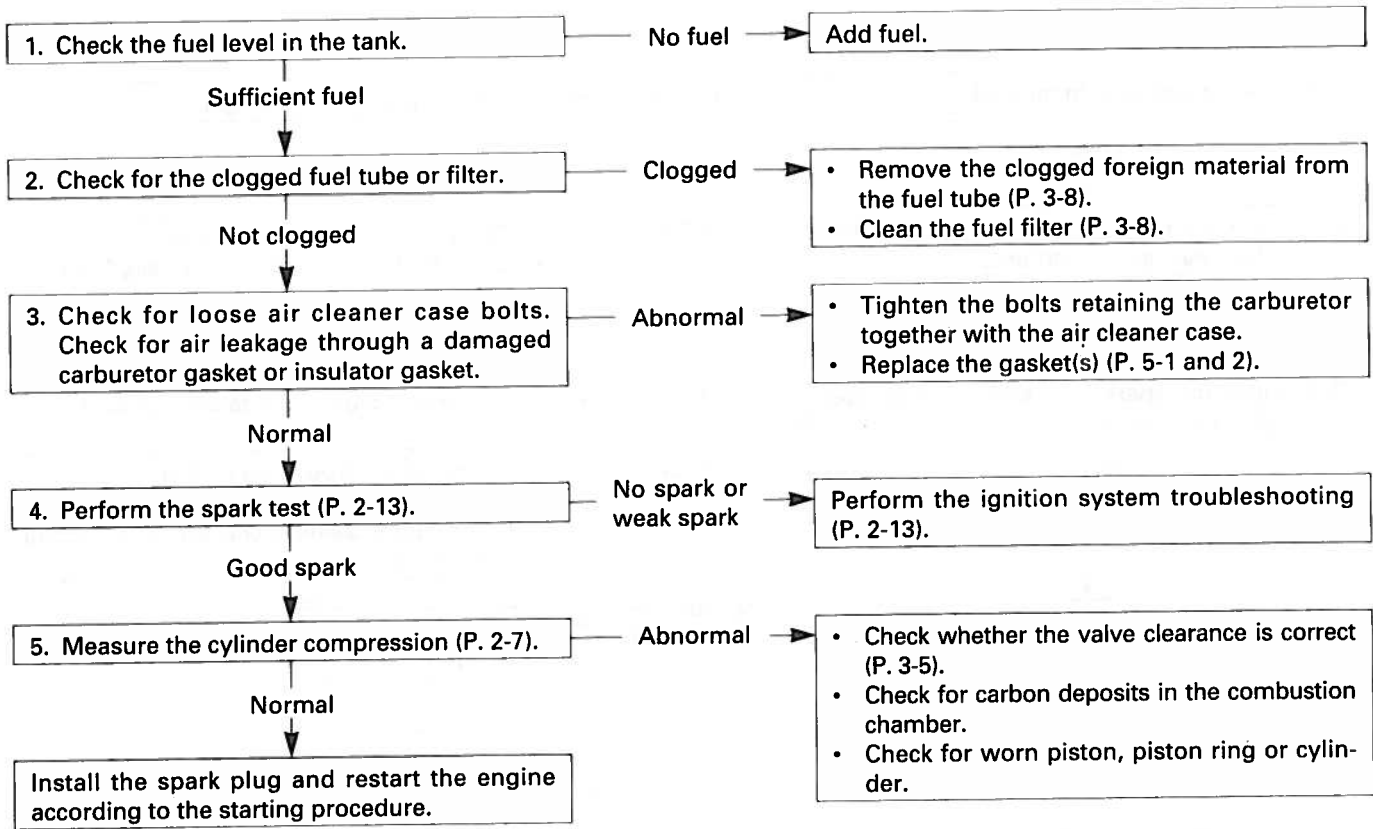 1. Check the fuel level in the tank.
No fuel
Add fuel.
Sufficient fuel
2. Check for the clogged fuel tube or filter.
Clogged
• Remove the clogged foreign material from
the fuel tube (P. 3-8).
• Clean the fuel filter (P. 3-8).
Not clogged
3. Check for loose air cleaner case bolts.
Check for air leakage through a damaged
carburetor gasket or insulator gasket.
Abnormal
• Tighten the bolts retaining the carburetor
together with the air cleaner case.
• Replace the gasket(s) (P. 5-1 and 2).
Normal
4. Perform the spark test (P. 2-13).
No spark or
weak spark
Perform the ignition system troubleshooting
(P. 2-13).
Good spark
5. Measure the cylinder compression (P. 2-7).
Abnormal
• Check whether the valve clearance is correct
(P. 3-5).
• Check for carbon deposits in the combustion
chamber.
• Check for worn piston, piston ring or cylin-
der.
Normal
Install the spark plug and restart the engine
according to the starting procedure.